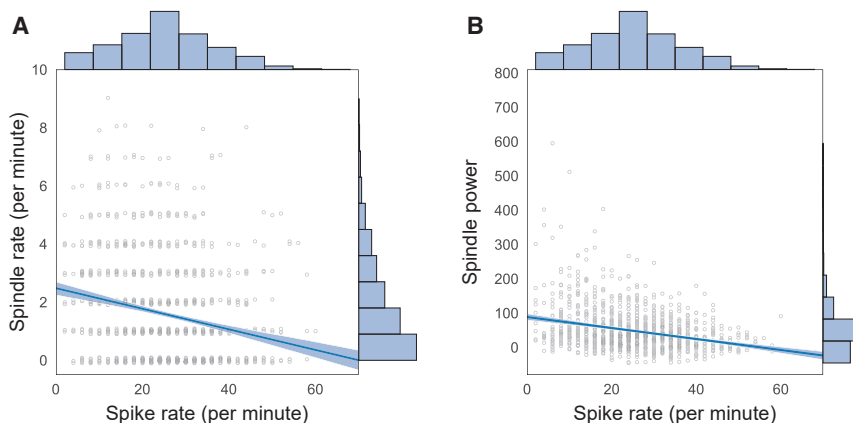 A
B
10
8
6
4
2
0
Spindle rate (per minute)
0 20 40 60
Spike rate (per minute)
800
700
600
500
400
300
200
100
0
Spindle power
0 20 40 60
Spike rate (per minute)